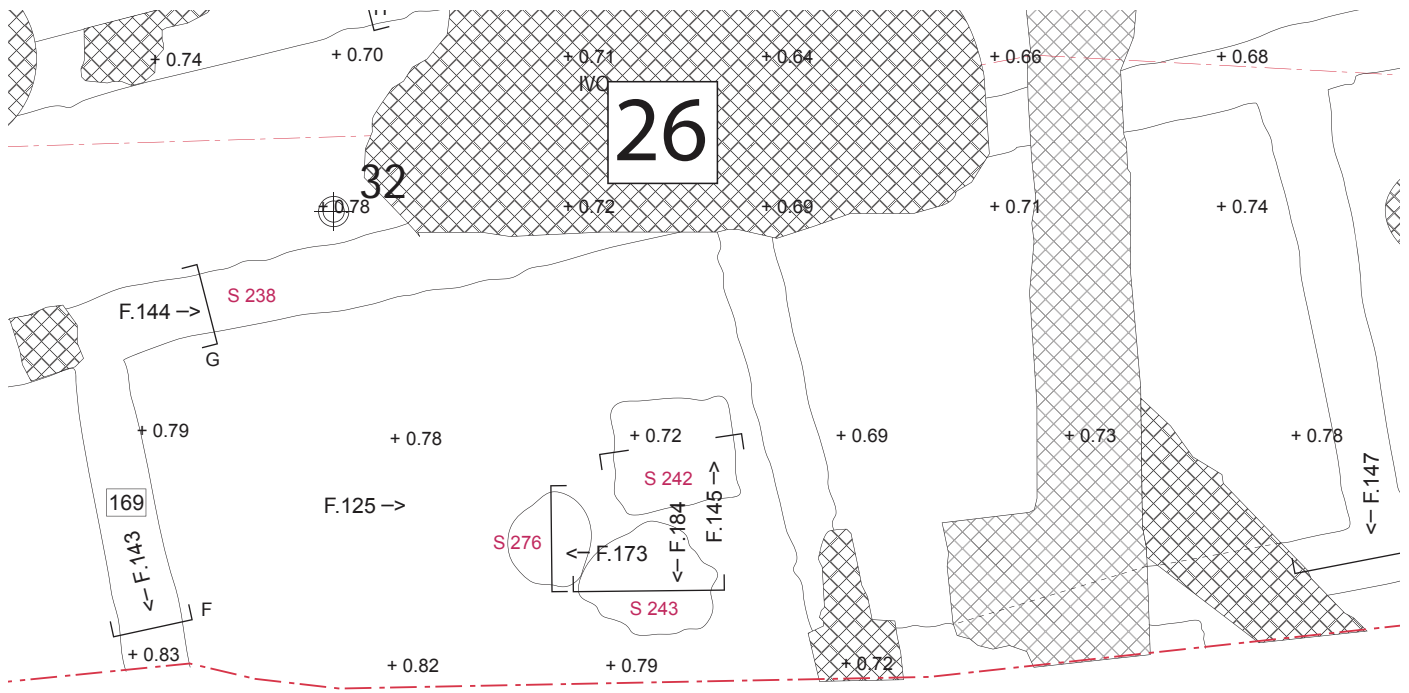 H
+ 0.74
+ 0.70
+ 0.71
+ 0.64
+ 0.66
+ 0.68
IVO
26
32
+ 0.78
+ 0.72
+ 0.69
+ 0.71
+ 0.74
S 238
F.144 –>
G
+ 0.79
+ 0.78
+ 0.72
+ 0.69
+ 0.73
+ 0.78
S 242
<– F.147
169
F.125 –>
F.145 –>
<– F.184
S 276
<– F.173
<– F.143
F
S 243
+ 0.83
+ 0.82
+ 0.79
+ 0.72